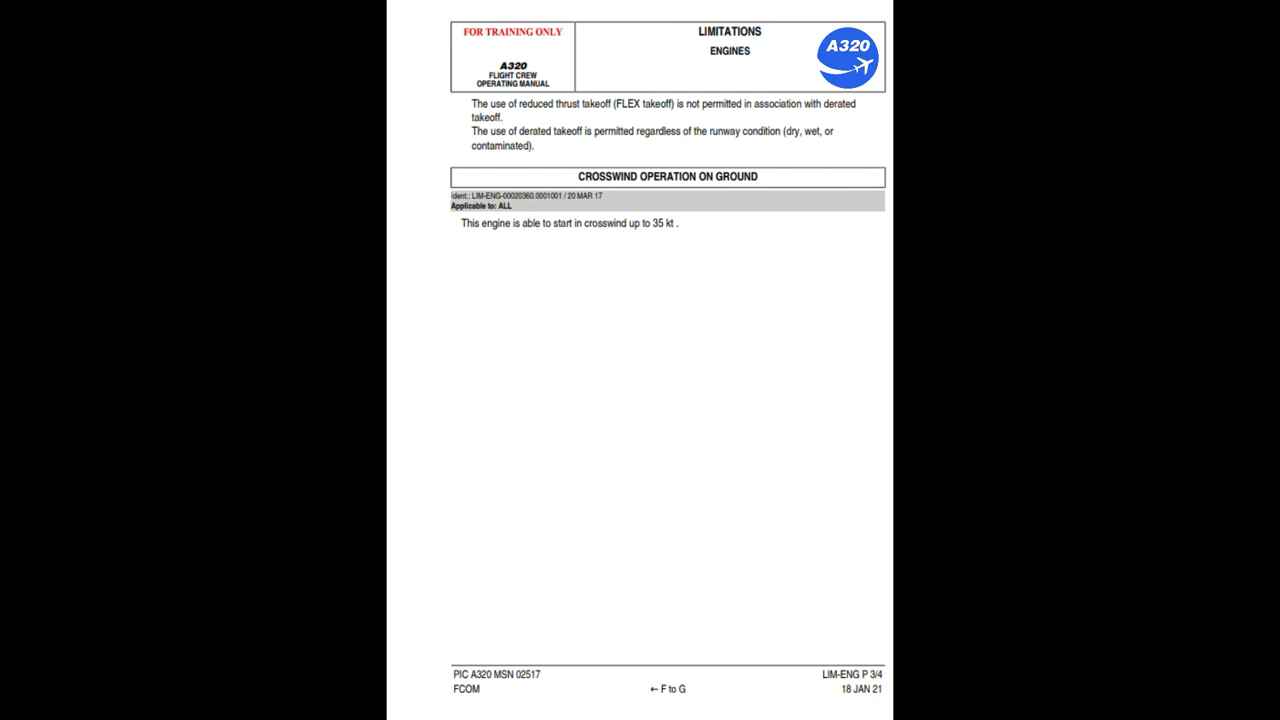 FOR TRAINING ONLY
A320
FLIGHT CREW
OPERATING MANUAL
LIMITATIONS
ENGINES
A320
The use of reduced thrust takeoff (FLEX takeoff) is not permitted in association with derated
takeoff.
The use of derated takeoff is permitted regardless of the runway condition (dry, wet, or
contaminated).
CROSSWIND OPERATION ON GROUND
Ident.: LIM-ENG-00020360.0001001 / 20 MAR 17
Applicable to: ALL
This engine is able to start in crosswind up to 35 kt .
PIC A320 MSN 02517
LIM-ENG P 3/4
FCOM
← F to G
18 JAN 21